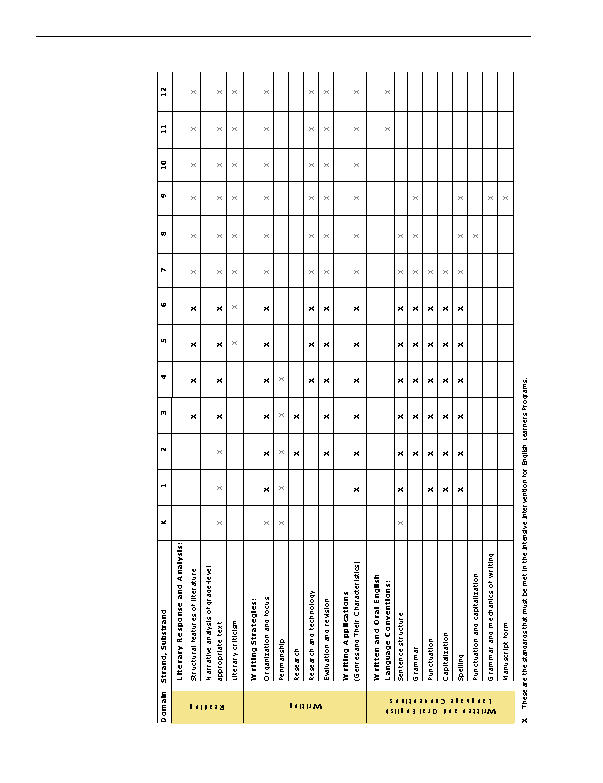 Domain Strand, Substrand K 1 2 3 4 5 6 7 8 9 10 11 12
Reading
Literary Response and Analysis:
Structural features of literature X X X X X X X X X X
Narrative analysis of grade-level
appropriate text X X X X X X X X X X X X X
Literary criticism X X X X X X X X
Writing
Writing Strategies:
Organization and focus X X X X X X X X X X X X X
Penmanship X X X X X
Research X X
Research and technology X X X X X X X X X
Evaluation and revision X X X X X X X X X X X
Writing Applications
(Genres and Their Characteristics) X X X X X X X X X X X X
Written and Oral English
Language Conventions
Written and Oral English
Language Conventions: X X
Sentence structure X X X X X X X X X
Grammar X X X X X X X X
Punctuation X X X X X X X
Capitalization X X X X X X X
Spelling X X X X X X X X X
Punctuation and capitalization X
Grammar and mechanics of writing X
Manuscript form X
X These are the standards that must be met in the Intensive Intervention for English Learners Programs.